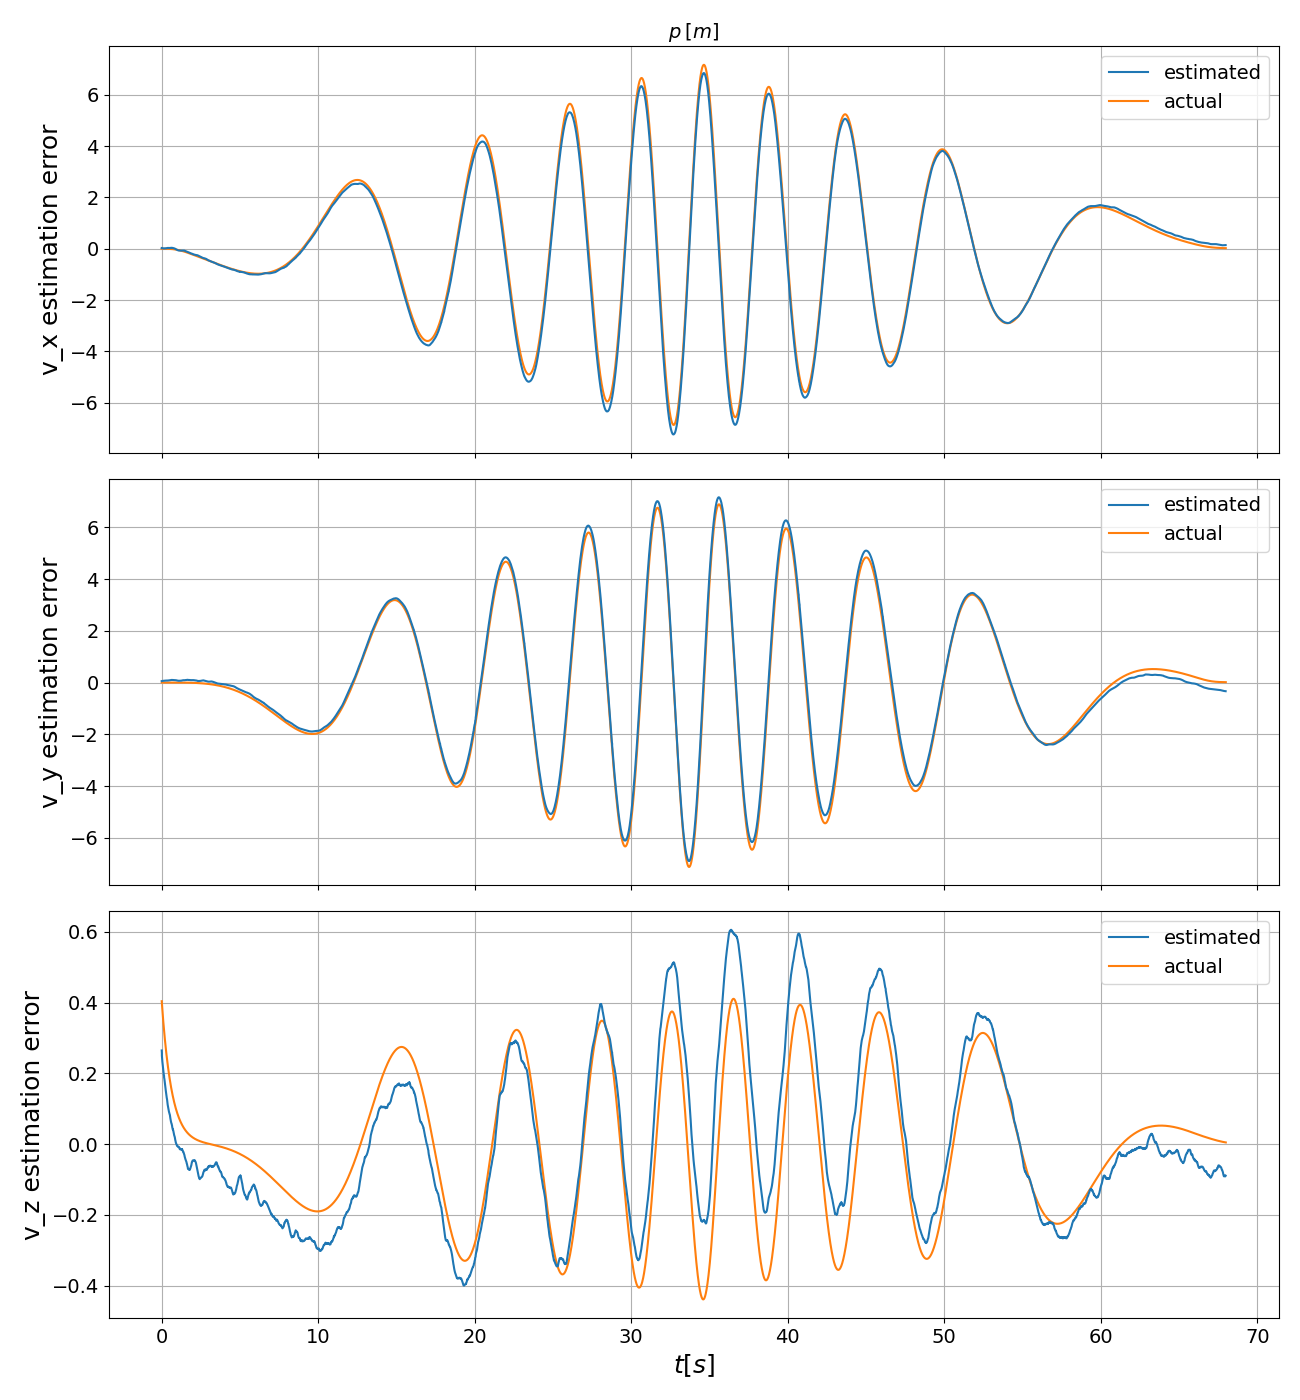 p [m]
v_x estimation error
6
4
2
0
−2
−4
−6
estimated
actual
v_y estimation error
6
4
2
0
−2
−4
−6
estimated
actual
v_z estimation error
0.6
0.4
0.2
0.0
−0.2
−0.4
estimated
actual
0 10 20 30 40 50 60 70
t[s]